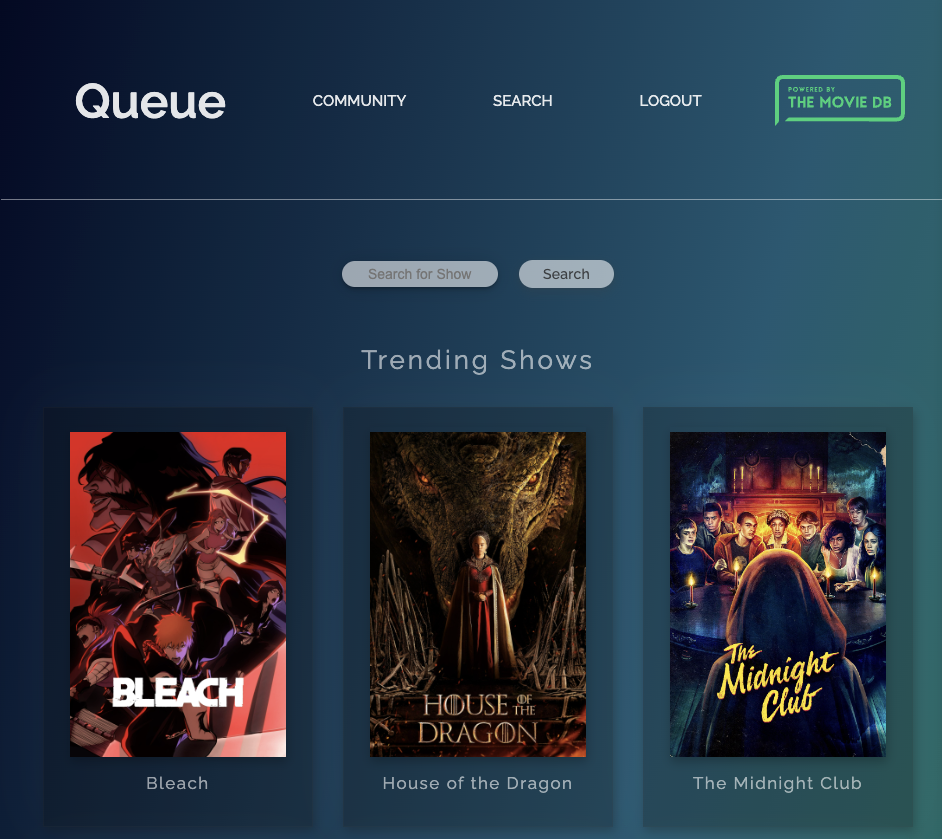 Queue
COMMUNITY
SEARCH
LOGOUT
POWERED BY
THE MOVIE DB
Search for Show
Search
Trending Shows
BLEACH
HOUSE OF THE
DRAGON
The
Midnight
Club
Bleach
House of the Dragon
The Midnight Club